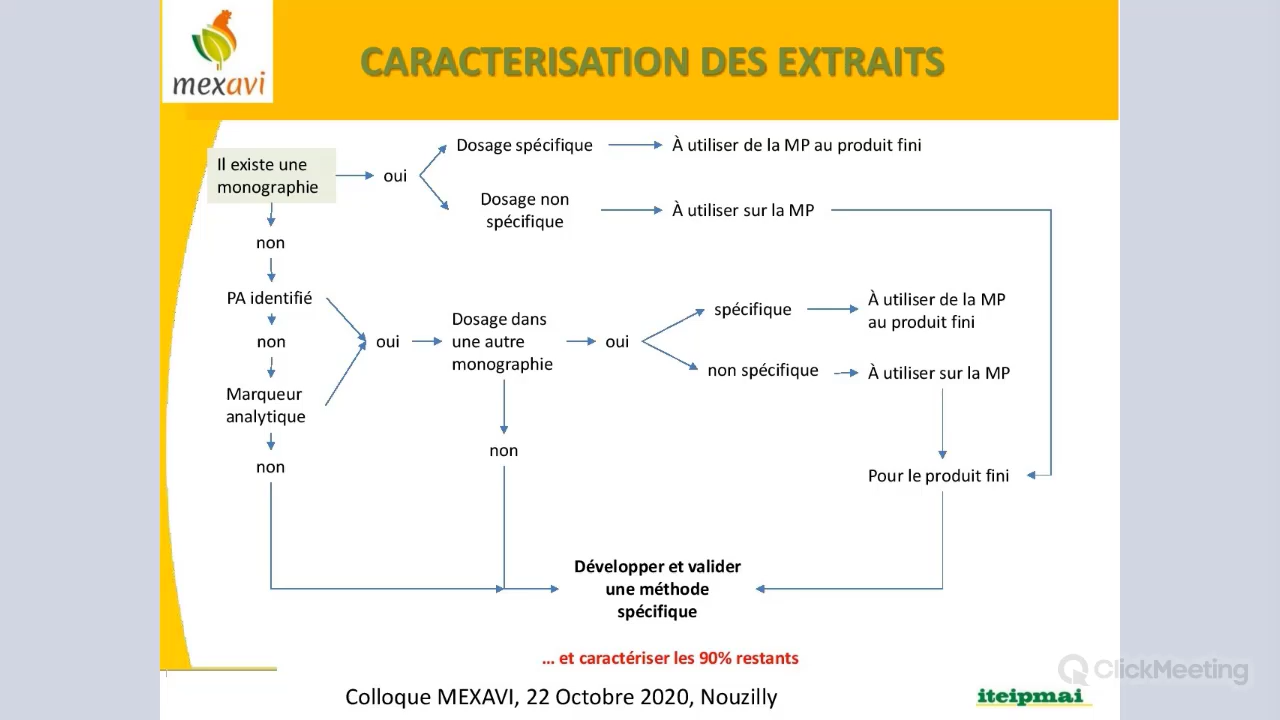 mexavi
CARACTERISATION DES EXTRAITS
Il existe une
monographie
oui
Dosage spécifique
À utiliser de la MP au produit fini
Dosage non
spécifique
À utiliser sur la MP
non
PA identifié
non
Marqueur
analytique
non
oui
Dosage dans
une autre
monographie
oui
spécifique
À utiliser de la MP
au produit fini
non spécifique
À utiliser sur la MP
non
Pour le produit fini
Développer et valider
une méthode
spécifique
... et caractériser les 90% restants
Colloque MEXAVI, 22 Octobre 2020, Nouzilly
iteipmai
ClickMeeting